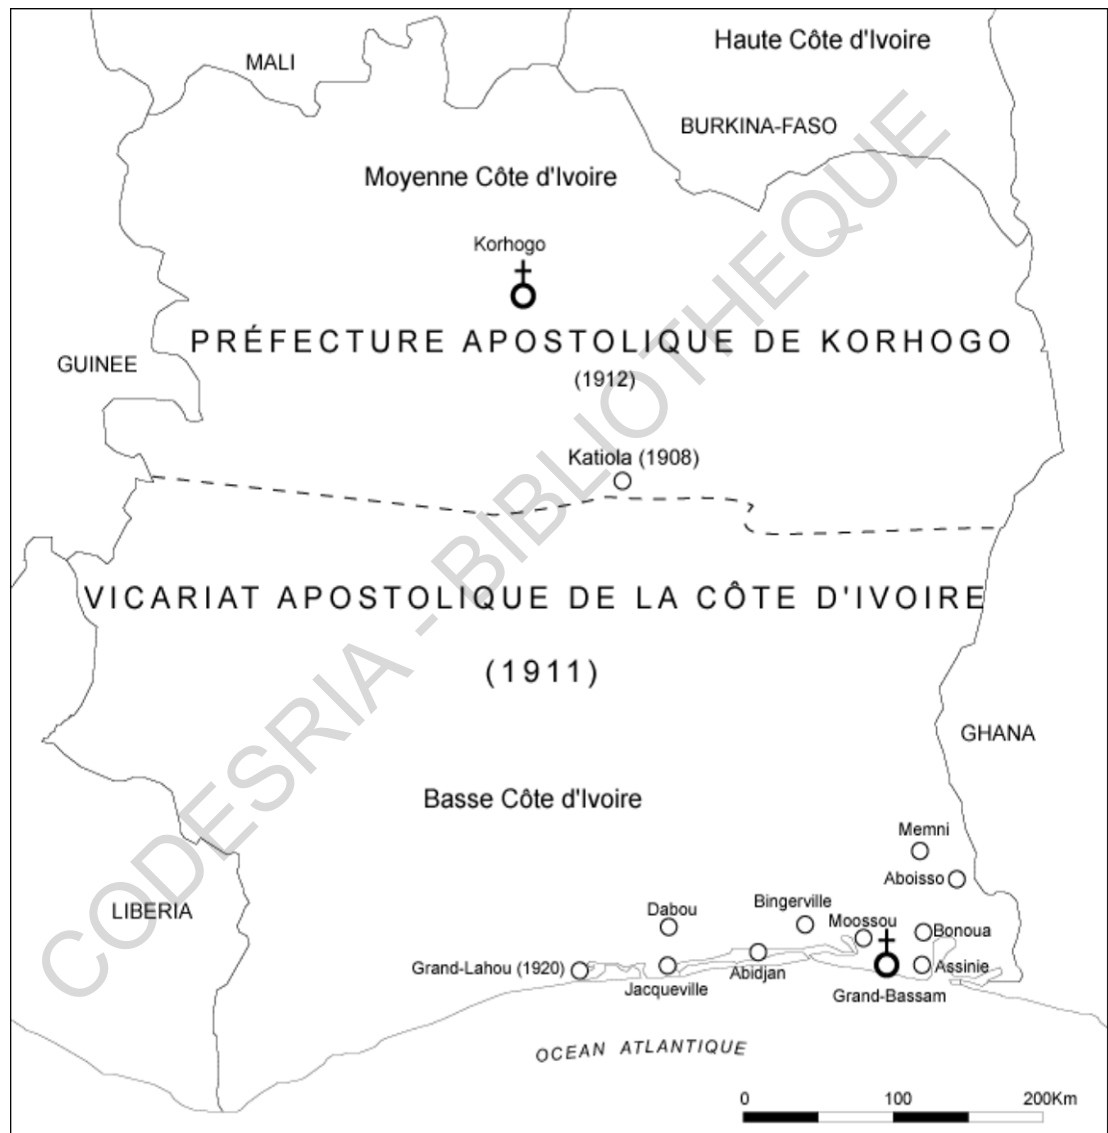 Haute Côte d'Ivoire
MALI
BURKINA-FASO
Moyenne Côte d'Ivoire
Korhogo
PRÉFECTURE APOSTOLIQUE DE KORHOGO
(1912)
GUINEE
Katiola (1908)
VICARIAT APOSTOLIQUE DE LA CÔTE D'IVOIRE
(1911)
GHANA
Basse Côte d'Ivoire
Memni
Aboisso
LIBERIA
Dabou
Bingerville
Moossou
Bonoua
Grand-Lahou (1920)
Jacqueville
Abidjan
Assinie
Grand-Bassam
OCEAN ATLANTIQUE
0 100 200Km
CODESRIA - BIBLIOTHEQUE